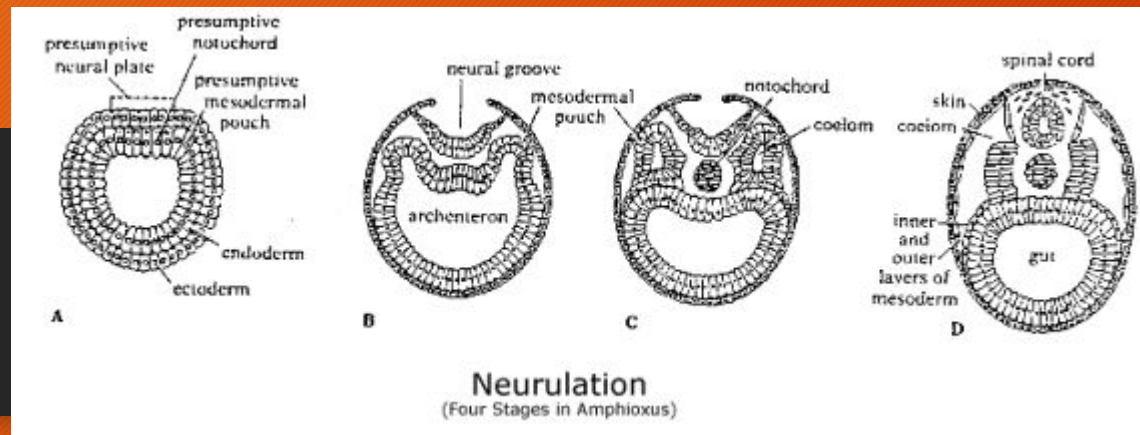 presumptive
notochord
presumptive
neural plate
presumptive
mesodermal
pouch
endoderm
ectoderm
A
neural groove
mesodermal
pouch
archenteron
B
notochord
coelom
C
spinal cord
skin
coelom
inner
and
outer
layers of
mesoderm
gut
D
Neurulation
(Four Stages in Amphioxus)